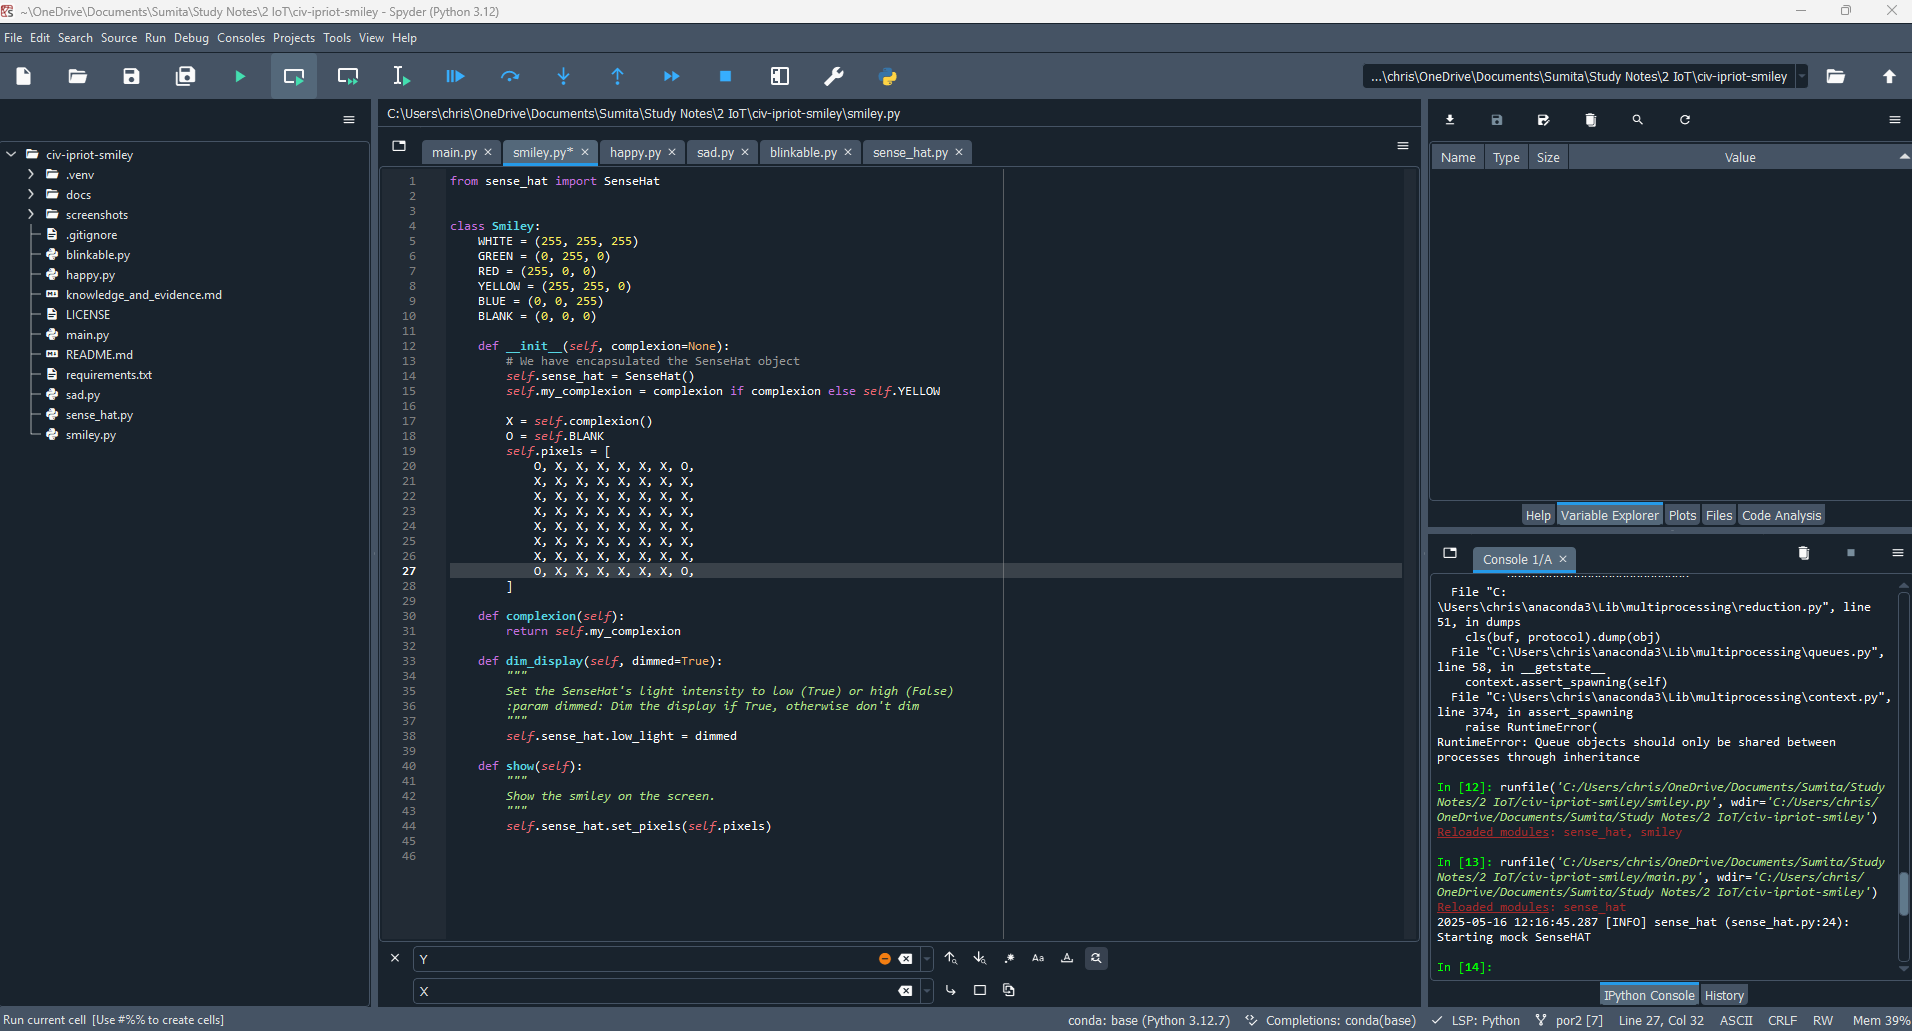 ~\OneDrive\Documents\Sumita\Study Notes\2 IoT\civ-ipriot-smiley - Spyder (Python 3.12)
File Edit Search Source Run Debug Consoles Projects Tools View Help
...\chris\OneDrive\Documents\Sumita\Study Notes\2 IoT\civ-ipriot-smiley
civ-ipriot-smiley
.venv
docs
screenshots
.gitignore
blinkable.py
happy.py
knowledge_and_evidence.md
LICENSE
main.py
README.md
requirements.txt
sad.py
sense_hat.py
smiley.py
C:\Users\chris\OneDrive\Documents\Sumita\Study Notes\2 IoT\civ-ipriot-smiley\smiley.py
main.py smiley.py* happy.py sad.py blinkable.py sense_hat.py
1 from sense_hat import SenseHat
2
3
4 class Smiley:
5 WHITE = (255, 255, 255)
6 GREEN = (0, 255, 0)
7 RED = (255, 0, 0)
8 YELLOW = (255, 255, 0)
9 BLUE = (0, 0, 255)
10 BLANK = (0, 0, 0)
11
12 def __init__(self, complexion=None):
13 # We have encapsulated the SenseHat object
14 self.sense_hat = SenseHat()
15 self.my_complexion = complexion if complexion else self.YELLOW
16
17 X = self.complexion()
18 O = self.BLANK
19 self.pixels = [
20 O, X, X, X, X, X, X, O,
21 X, X, X, X, X, X, X, X,
22 X, X, X, X, X, X, X, X,
23 X, X, X, X, X, X, X, X,
24 X, X, X, X, X, X, X, X,
25 X, X, X, X, X, X, X, X,
26 X, X, X, X, X, X, X, X,
27 O, X, X, X, X, X, X, O,
28 ]
29
30 def complexion(self):
31 return self.my_complexion
32
33 def dim_display(self, dimmed=True):
34 """
35 Set the SenseHat's light intensity to low (True) or high (False)
36 :param dimmed: Dim the display if True, otherwise don't dim
37 """
38 self.sense_hat.low_light = dimmed
39
40 def show(self):
41 """
42 Show the smiley on the screen.
43 """
44 self.sense_hat.set_pixels(self.pixels)
45
46
Y
Aa
X
Name Type Size Value
Help Variable Explorer Plots Files Code Analysis
Console 1/A
File "C:
\Users\chris\anaconda3\Lib\multiprocessing\reduction.py", line
51, in dumps
cls(buf, protocol).dump(obj)
File "C:\Users\chris\anaconda3\Lib\multiprocessing\queues.py",
line 58, in __getstate__
context.assert_spawning(self)
File "C:\Users\chris\anaconda3\Lib\multiprocessing\context.py",
line 374, in assert_spawning
raise RuntimeError(
RuntimeError: Queue objects should only be shared between
processes through inheritance
In [12]: runfile('C:/Users/chris/OneDrive/Documents/Sumita/Study
Notes/2 IoT/civ-ipriot-smiley/smiley.py', wdir='C:/Users/chris/
OneDrive/Documents/Sumita/Study Notes/2 IoT/civ-ipriot-smiley')
Reloaded modules: sense_hat, smiley
In [13]: runfile('C:/Users/chris/OneDrive/Documents/Sumita/Study
Notes/2 IoT/civ-ipriot-smiley/main.py', wdir='C:/Users/chris/
OneDrive/Documents/Sumita/Study Notes/2 IoT/civ-ipriot-smiley')
Reloaded modules: sense_hat
2025-05-16 12:16:45.287 [INFO] sense_hat (sense_hat.py:24):
Starting mock SenseHAT
In [14]:
IPython Console History
Run current cell [Use #%% to create cells]
conda: base (Python 3.12.7) Completions: conda(base) LSP: Python por2 [7] Line 27, Col 32 ASCII CRLF RW Mem 39%